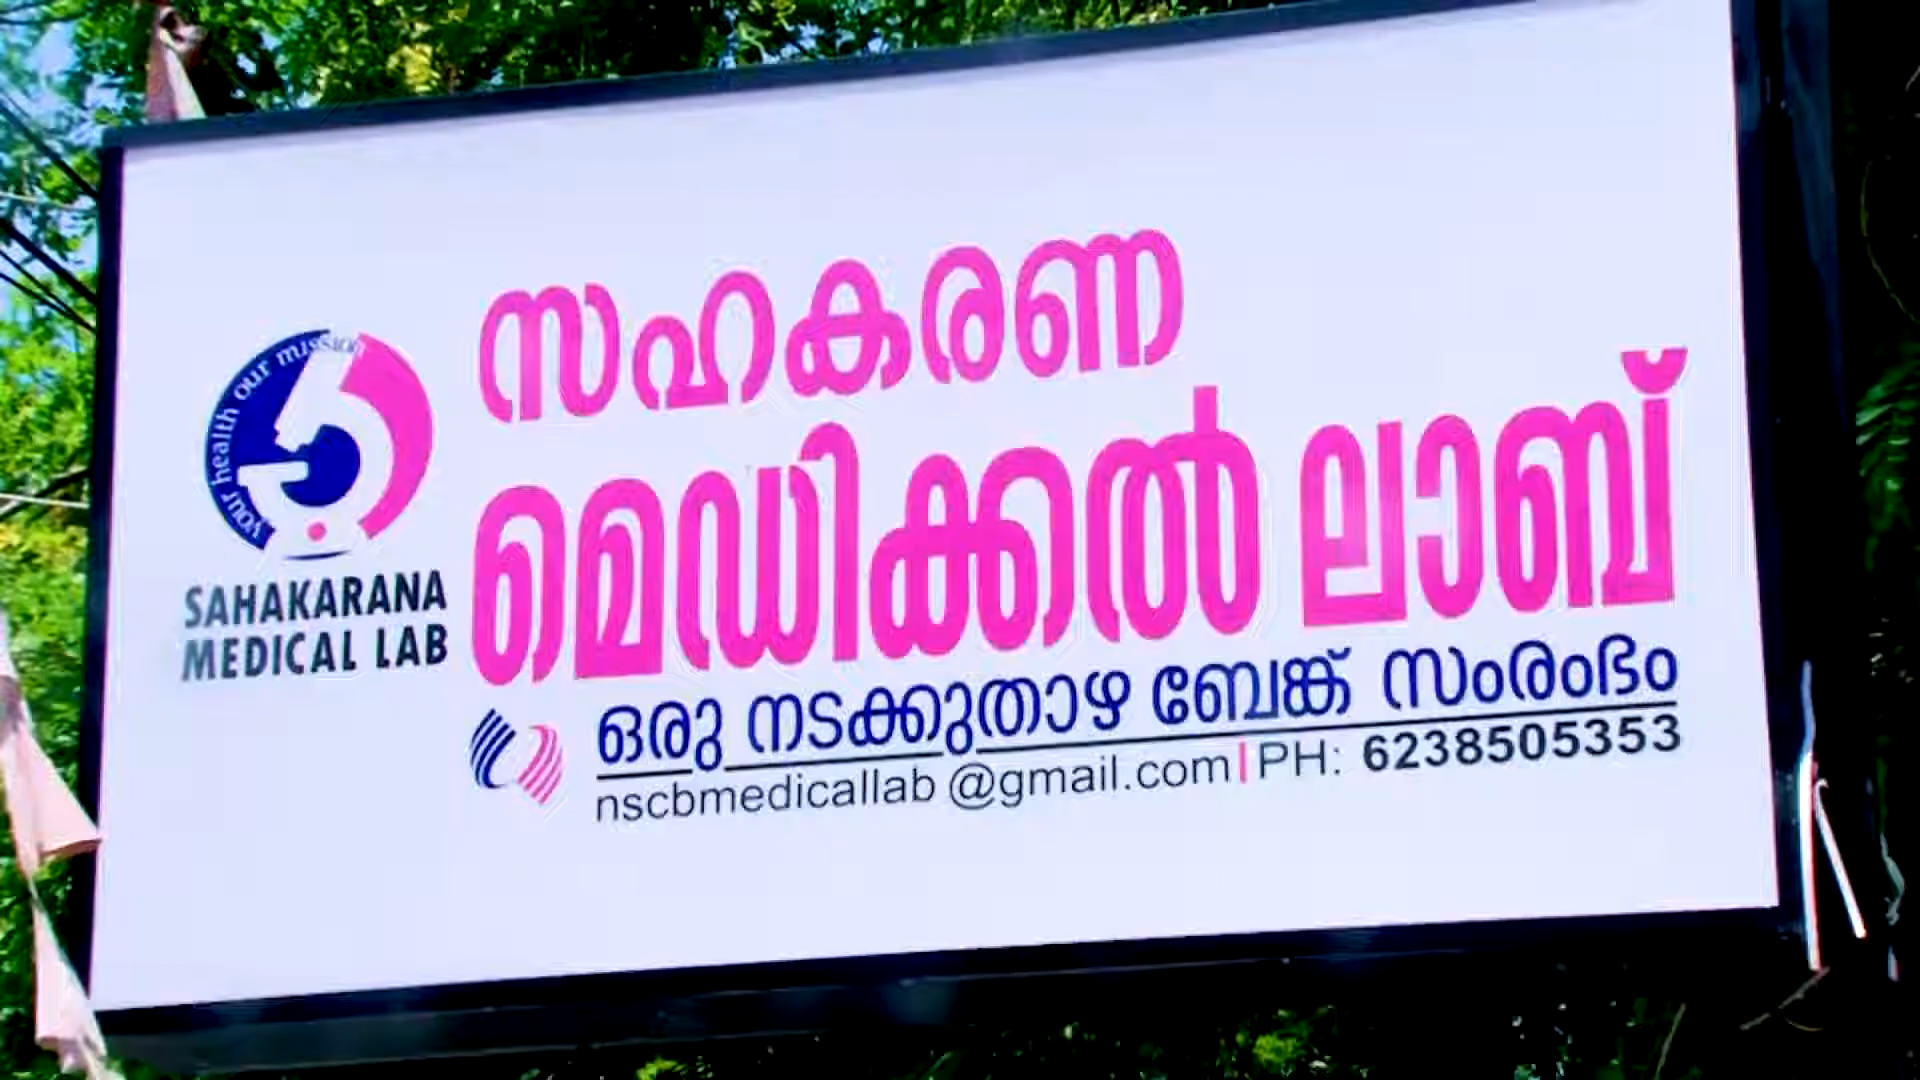 your health our mission
SAHAKARANA
MEDICAL LAB
സഹകരണ
മെഡിക്കൽ ലാബ്
ഒരു നടക്കുതാഴ ബേങ്ക് സംരംഭം
nscbmedicallab @gmail.com|PH: 6238505353